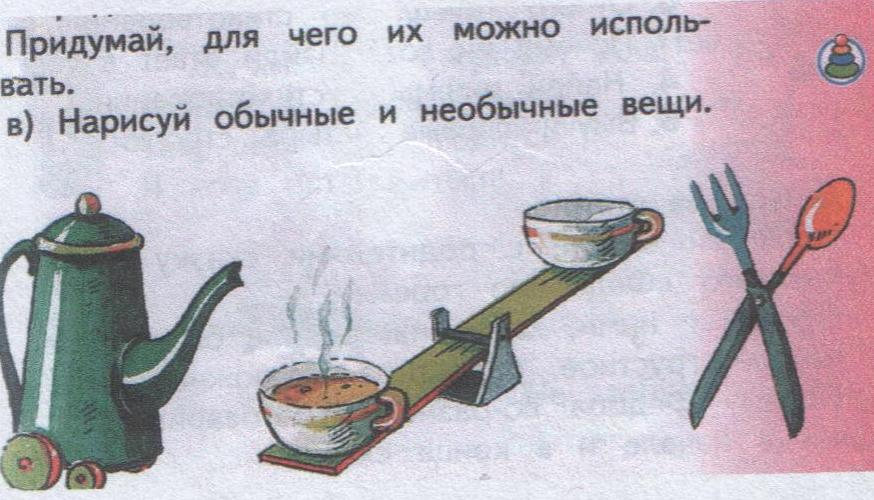 Придумай, для чего их можно исполь-
вать.
в) Нарисуй обычные и необычные вещи.